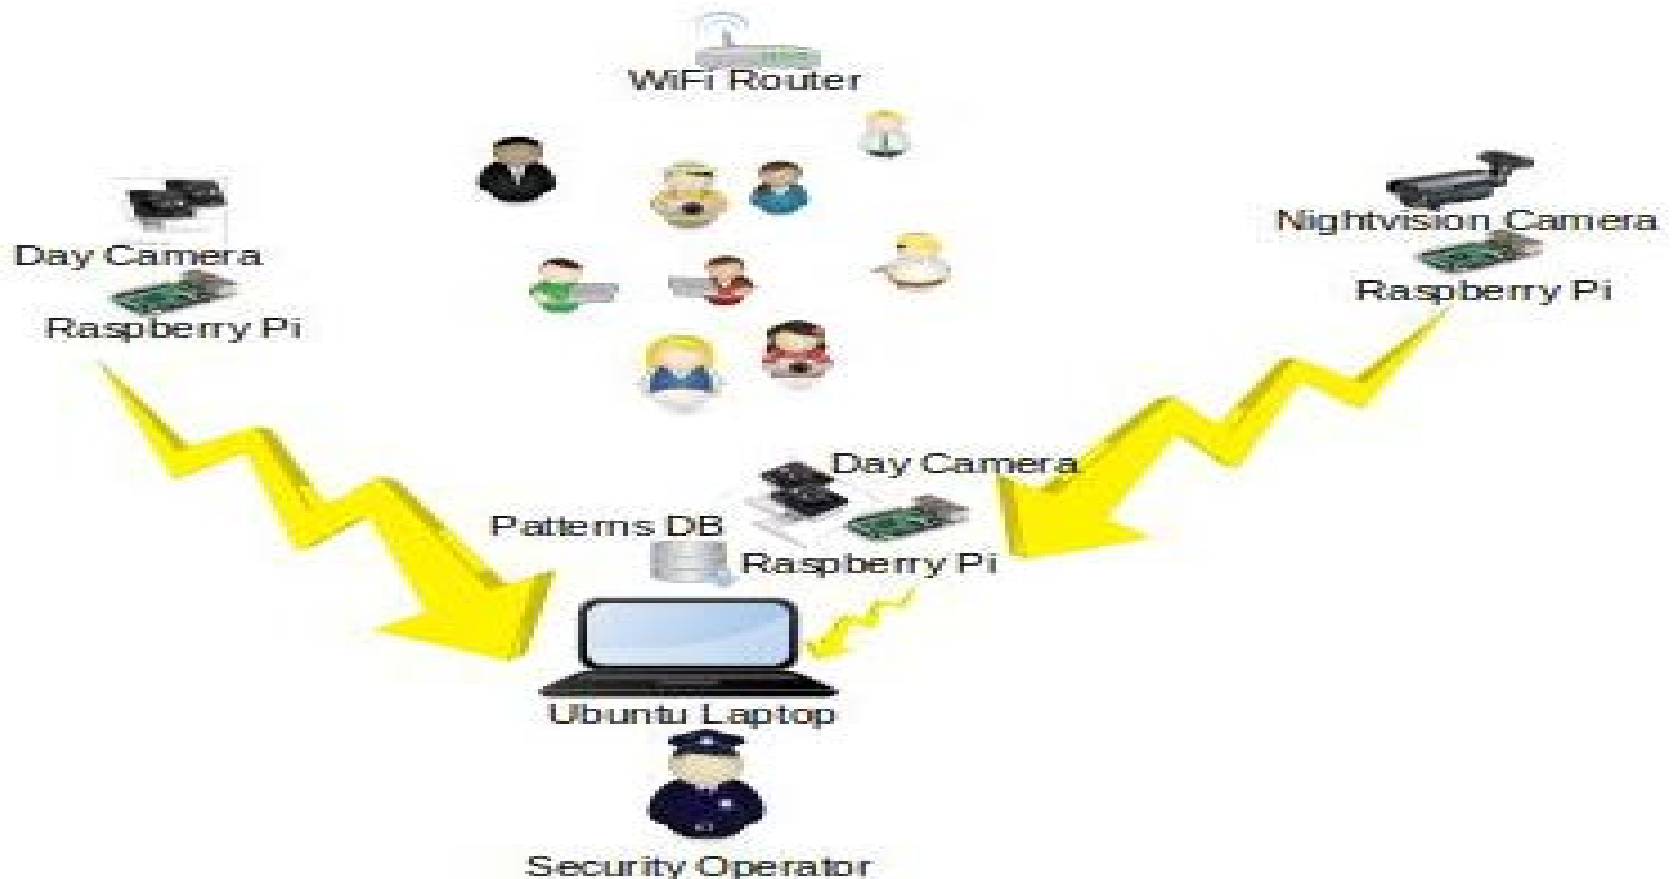 WiFi Router
Day Camera
Raspberry Pi
Nightvision Camera
Raspberry Pi
Day Camera
Patterns DB
Raspberry Pi
Ubuntu Laptop
Security Operator